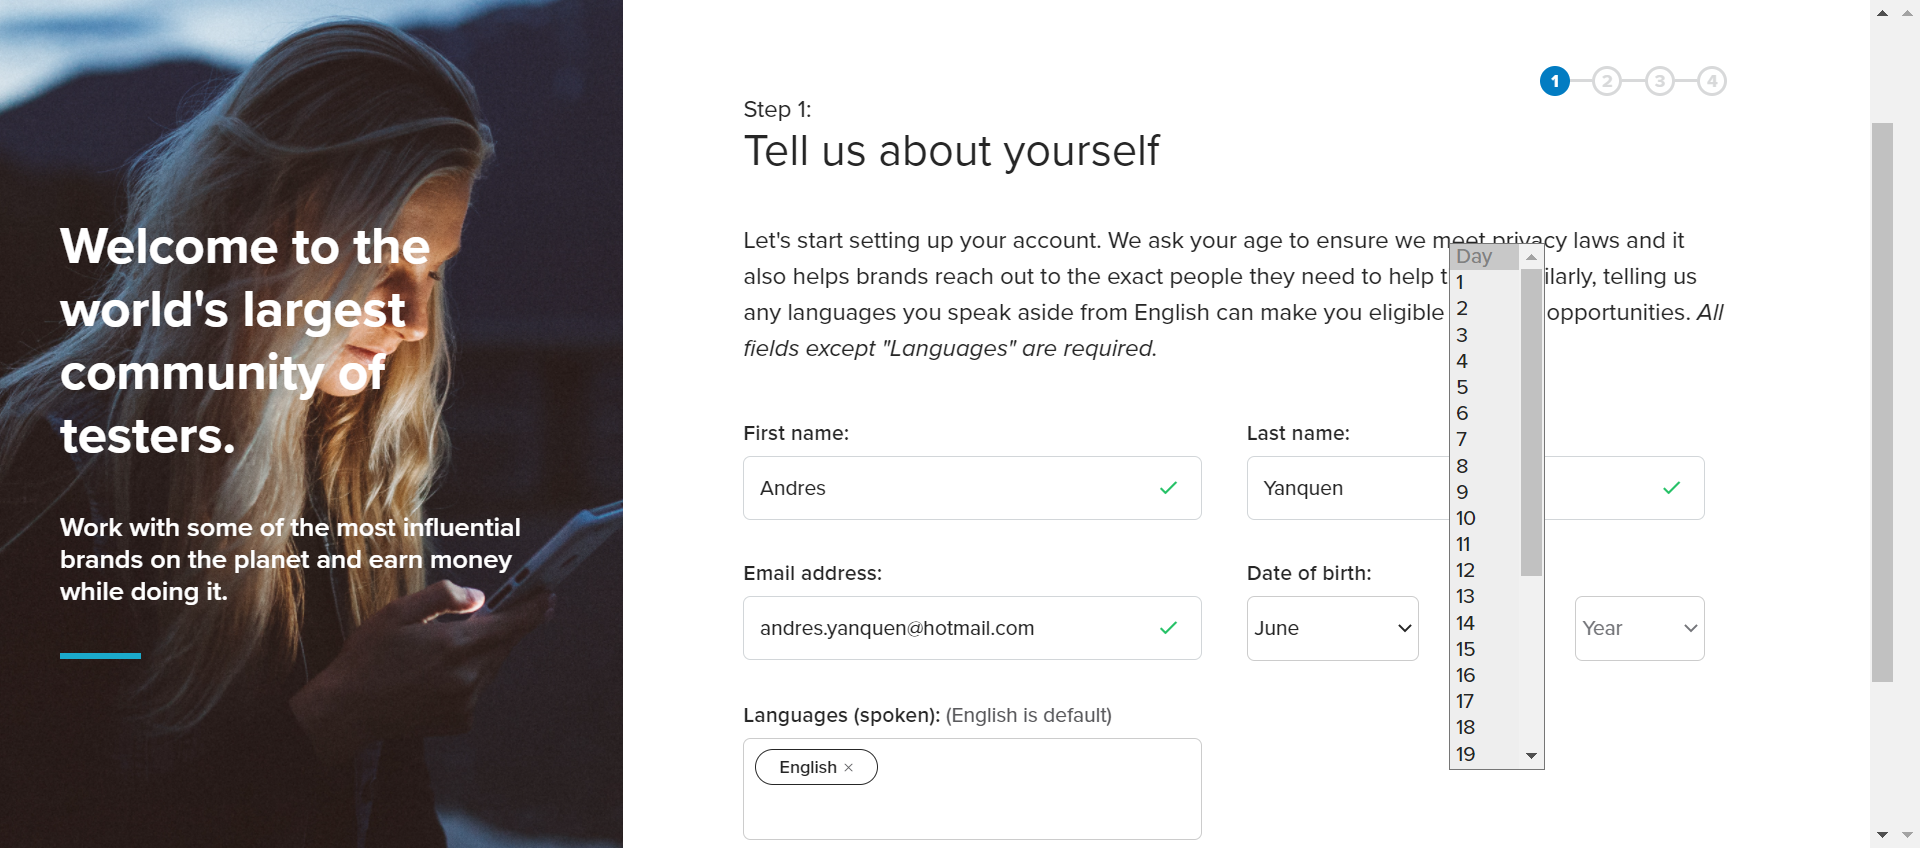 Welcome to the
world's largest
community of
testers.
Work with some of the most influential
brands on the planet and earn money
while doing it.
1
2
3
4
Step 1:
Tell us about yourself
Let's start setting up your account. We ask your age to ensure we meet privacy laws and it
also helps brands reach out to the exact people they need to help telling us
any languages you speak aside from English can make you eligible opportunities. All
fields except "Languages" are required.
First name:
Andres
Last name:
Yanquen
Email address:
andres.yanquen@hotmail.com
Date of birth:
June
Day
1
2
3
4
5
6
7
8
9
10
11
12
13
14
15
16
17
18
19
Year
Languages (spoken): (English is default)
English ×